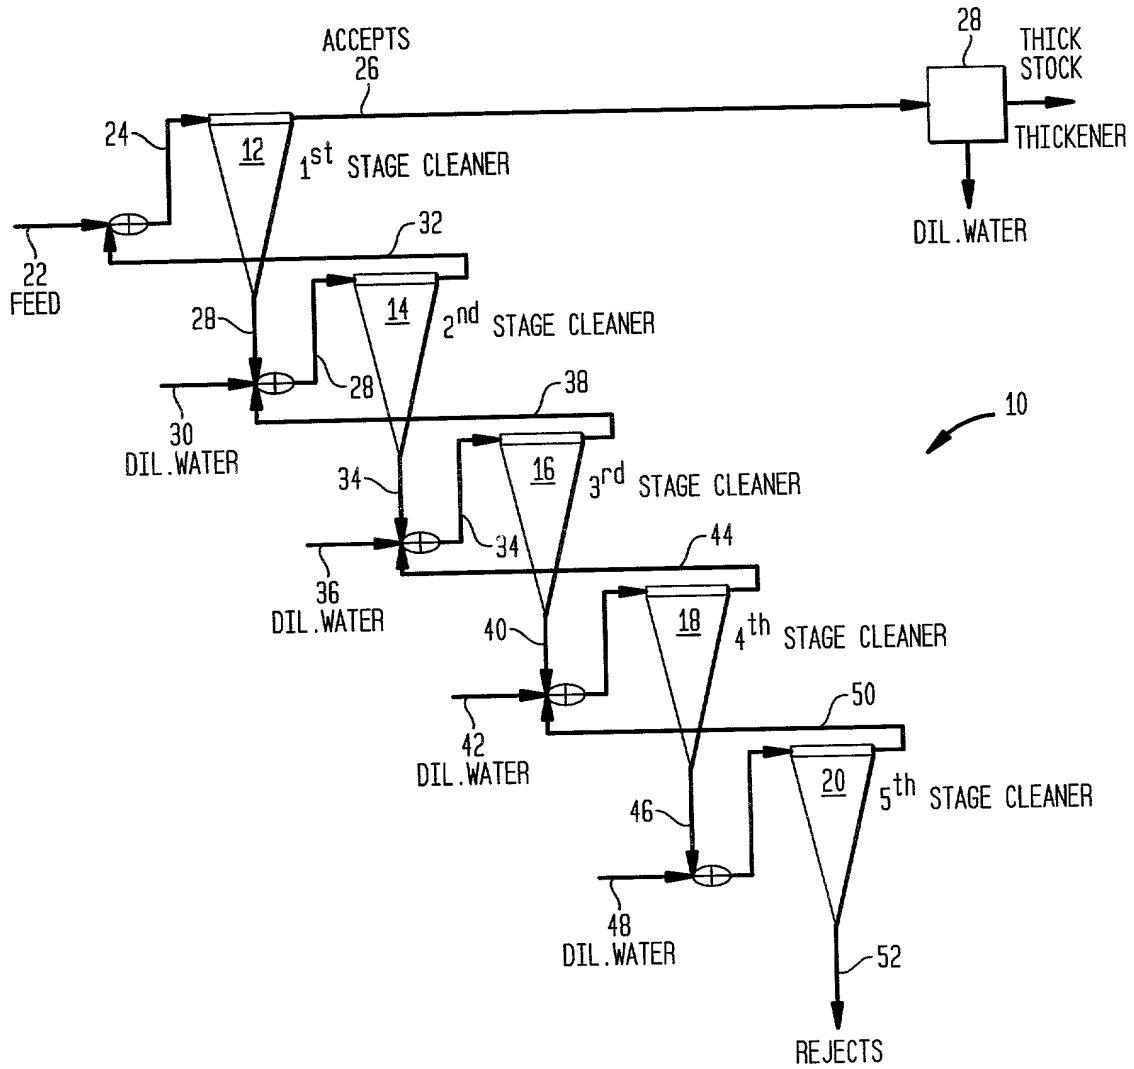 ACCEPTS
26
28
THICK
STOCK
THICKENER
DIL.WATER
24
12
1st STAGE CLEANER
22
FEED
32
28
14
2nd STAGE CLEANER
28
30
DIL.WATER
38
10
34
16
3rd STAGE CLEANER
34
36
DIL.WATER
44
40
18
4th STAGE CLEANER
42
DIL.WATER
50
46
20
5th STAGE CLEANER
48
DIL.WATER
52
REJECTS